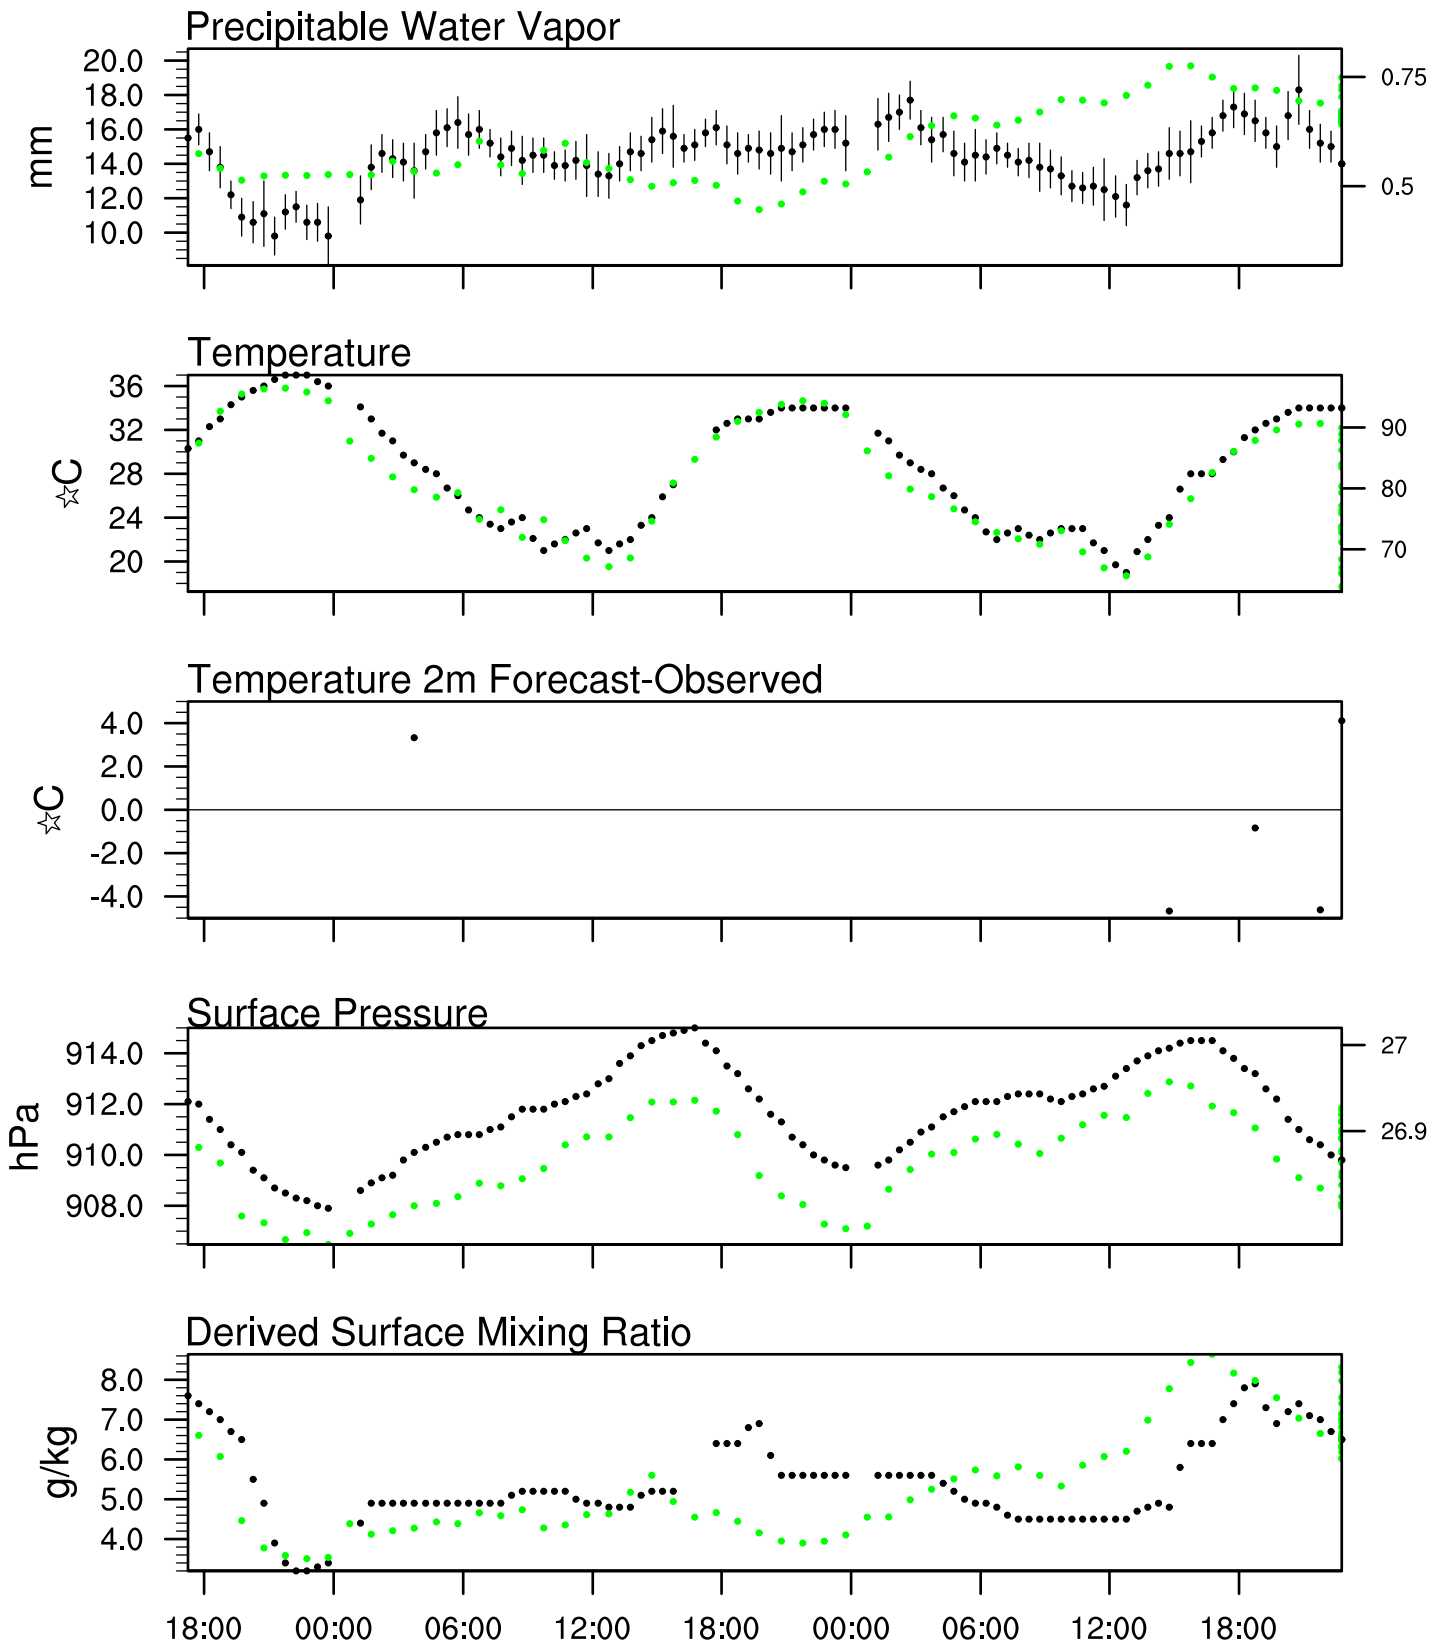 Precipitable Water Vapor
20.0
18.0
16.0
14.0
12.0
10.0
mm
0.75
0.5
Temperature
36
32
28
24
20
☆C
90
80
70
Temperature 2m Forecast-Observed
4.0
2.0
0.0
-2.0
-4.0
☆C
Surface Pressure
914.0
912.0
910.0
908.0
hPa
27
26.9
Derived Surface Mixing Ratio
8.0
7.0
6.0
5.0
4.0
g/kg
18:00 00:00 06:00 12:00 18:00 00:00 06:00 12:00 18:00